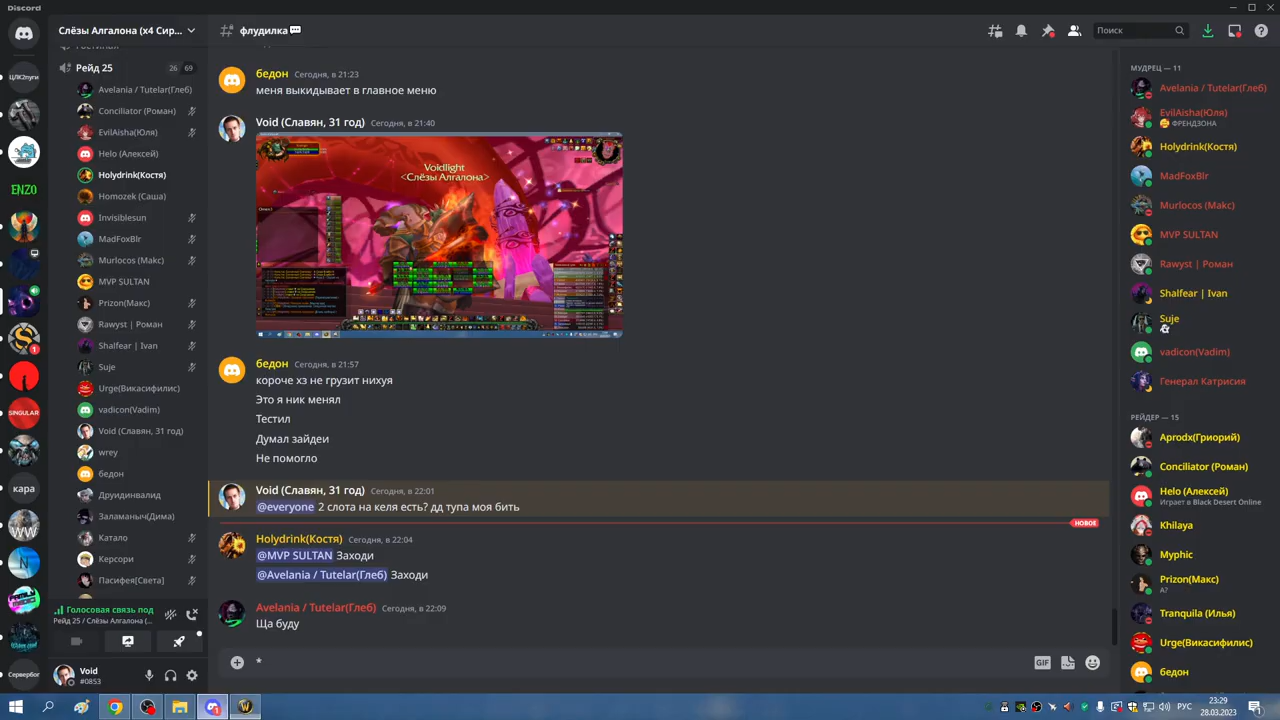 Discord
ЦЛК2пуги
ENZO
1
SINGULAR
кара
WW
N
FAMILY
Сервербог
Слёзы Алгалона (x4 Сир...
Рейд 25
26 69
Avelania / Tutelar(Глеб)
Conciliator (Роман)
EvilAisha(Юля)
Helo (Алексей)
Holydrink(Костя)
Homozek (Саша)
Invisiblesun
MadFoxBlr
Murlocos (Макс)
MVP SULTAN
Prizon(Макс)
Rawyst | Роман
Shalfear | Ivan
Suje
Urge(Викасифилис)
vadicon(Vadim)
Void (Славян, 31 год)
wrey
бедон
Друидинвалид
Заламаныч(Дима)
Катало
Керсори
Пасифея[Света]
Голосовая связь под
Рейд 25 / Слёзы Алгалона (...
Void
#0853
флудилка
Поиск
бедон Сегодня, в 21:23
меня выкидывает в главное меню
Void (Славян, 31 год) Сегодня, в 21:40
Voidlight
<Слёзы Алгалона>
бедон Сегодня, в 21:57
короче хз не грузит нихуя
Это я ник менял
Тестил
Думал зайдеи
Не помогло
Void (Славян, 31 год) Сегодня, в 22:01
@everyone 2 слота на келя есть? дд тупа моя бить
НОВОЕ
Holydrink(Костя) Сегодня, в 22:04
@MVP SULTAN Заходи
@Avelania / Tutelar(Глеб) Заходи
Avelania / Tutelar(Глеб) Сегодня, в 22:09
Ща буду
*
GIF
МУДРЕЦ — 11
Avelania / Tutelar(Глеб)
EvilAisha(Юля)
ФРЕНДЗОНА
Holydrink(Костя)
MadFoxBlr
Murlocos (Макс)
MVP SULTAN
Rawyst | Роман
Shalfear | Ivan
Suje
vadicon(Vadim)
Генерал Катрисия
РЕЙДЕР — 15
Aprodx(Гриорий)
Conciliator (Роман)
Helo (Алексей)
Играет в Black Desert Online
Khilaya
Myphic
Prizon(Макс)
A?
Tranquila (Илья)
Urge(Викасифилис)
бедон
РУС
23:29
28.03.2023